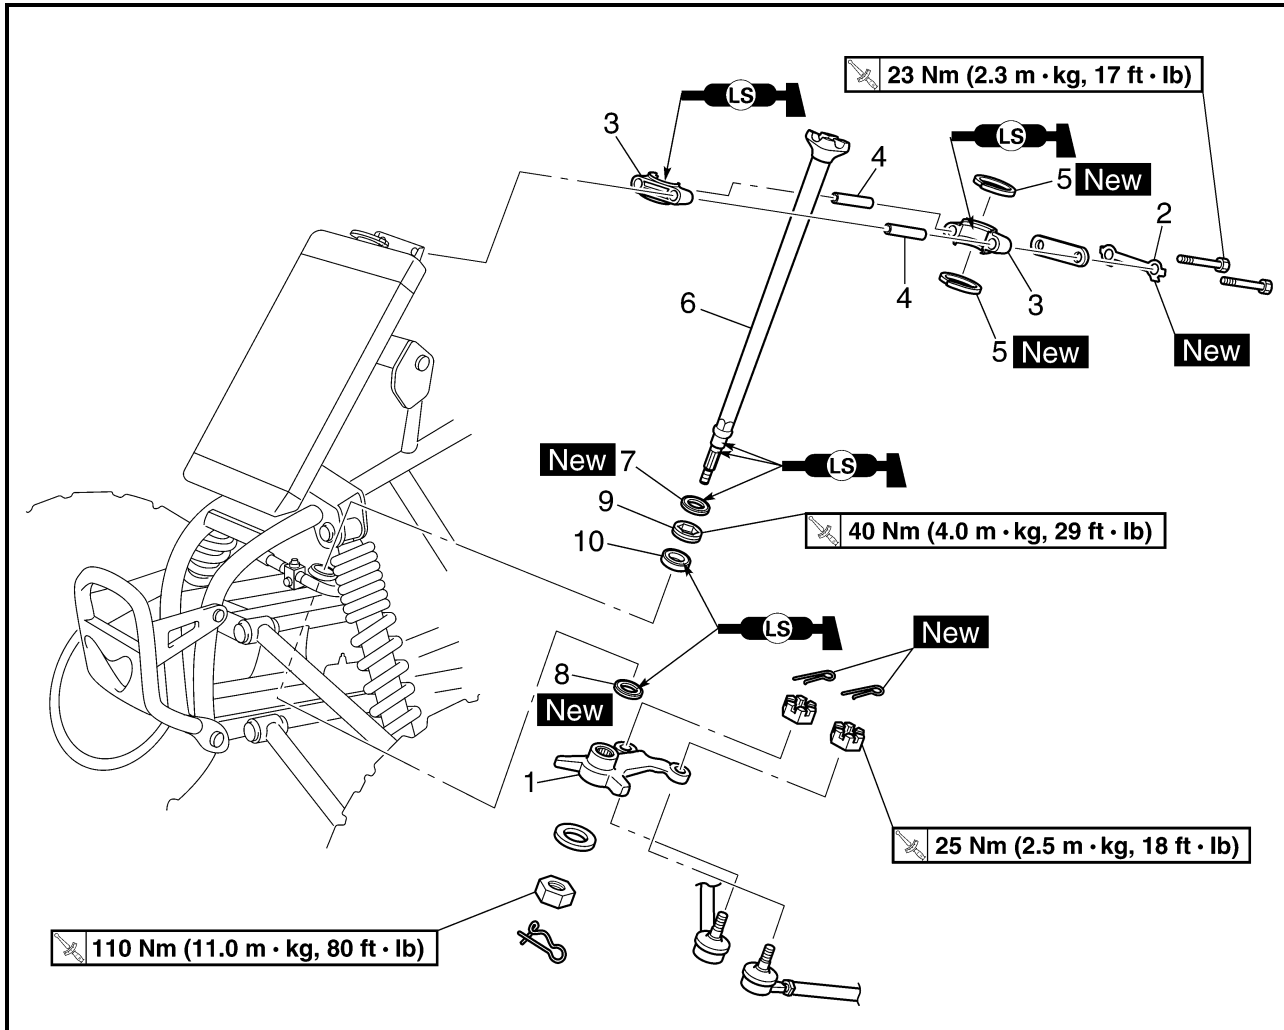 23 Nm (2.3 m · kg, 17 ft · lb)
LS
3
LS
4
5 New
2
4
3
6
5 New
New
New 7
LS
9
40 Nm (4.0 m · kg, 29 ft · lb)
10
LS
New
8
New
1
25 Nm (2.5 m · kg, 18 ft · lb)
110 Nm (11.0 m · kg, 80 ft · lb)